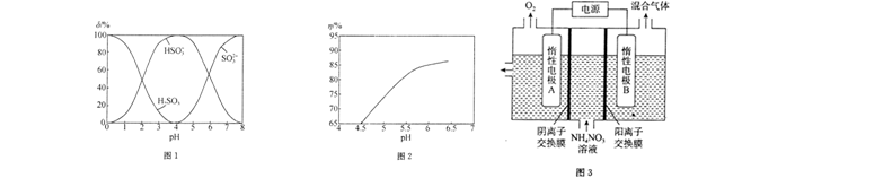 δ/%
100
80
60
40
20
0
HSO₃⁻
SO₃²⁻
H₂SO₃
0 1 2 3 4 5 6 7 8
pH
图1
η/%
95
90
85
80
75
70
65
4 4.5 5 5.5 6 6.5 7
pH
图2
O₂
电源
混合气体
惰性电极A
惰性电极B
阴离子交换膜
NH₄NO₃溶液
阳离子交换膜
图3